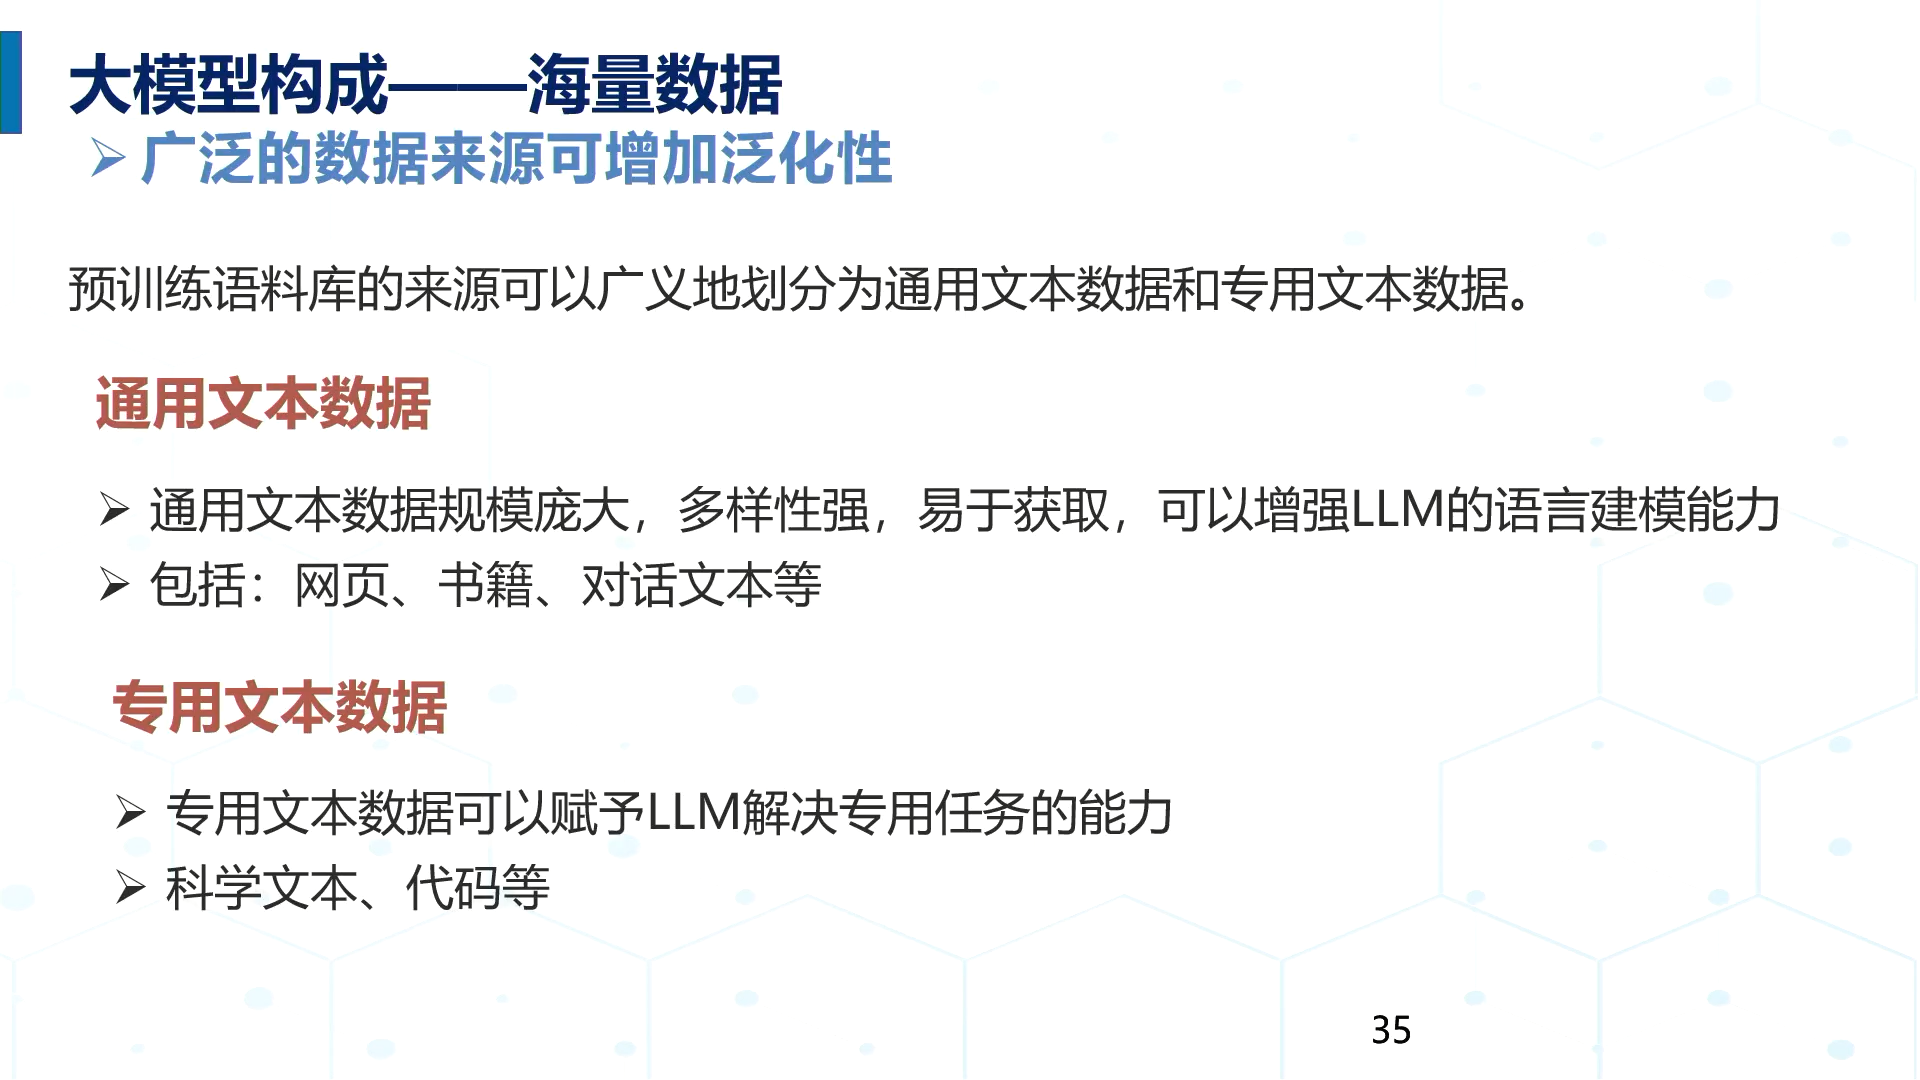 大模型构成——海量数据
广泛的数据来源可增加泛化性
预训练语料库的来源可以广义地划分为通用文本数据和专用文本数据。
通用文本数据
通用文本数据规模庞大，多样性强，易于获取，可以增强LLM的语言建模能力
包括：网页、书籍、对话文本等
专用文本数据
专用文本数据可以赋予LLM解决专用任务的能力
科学文本、代码等
35